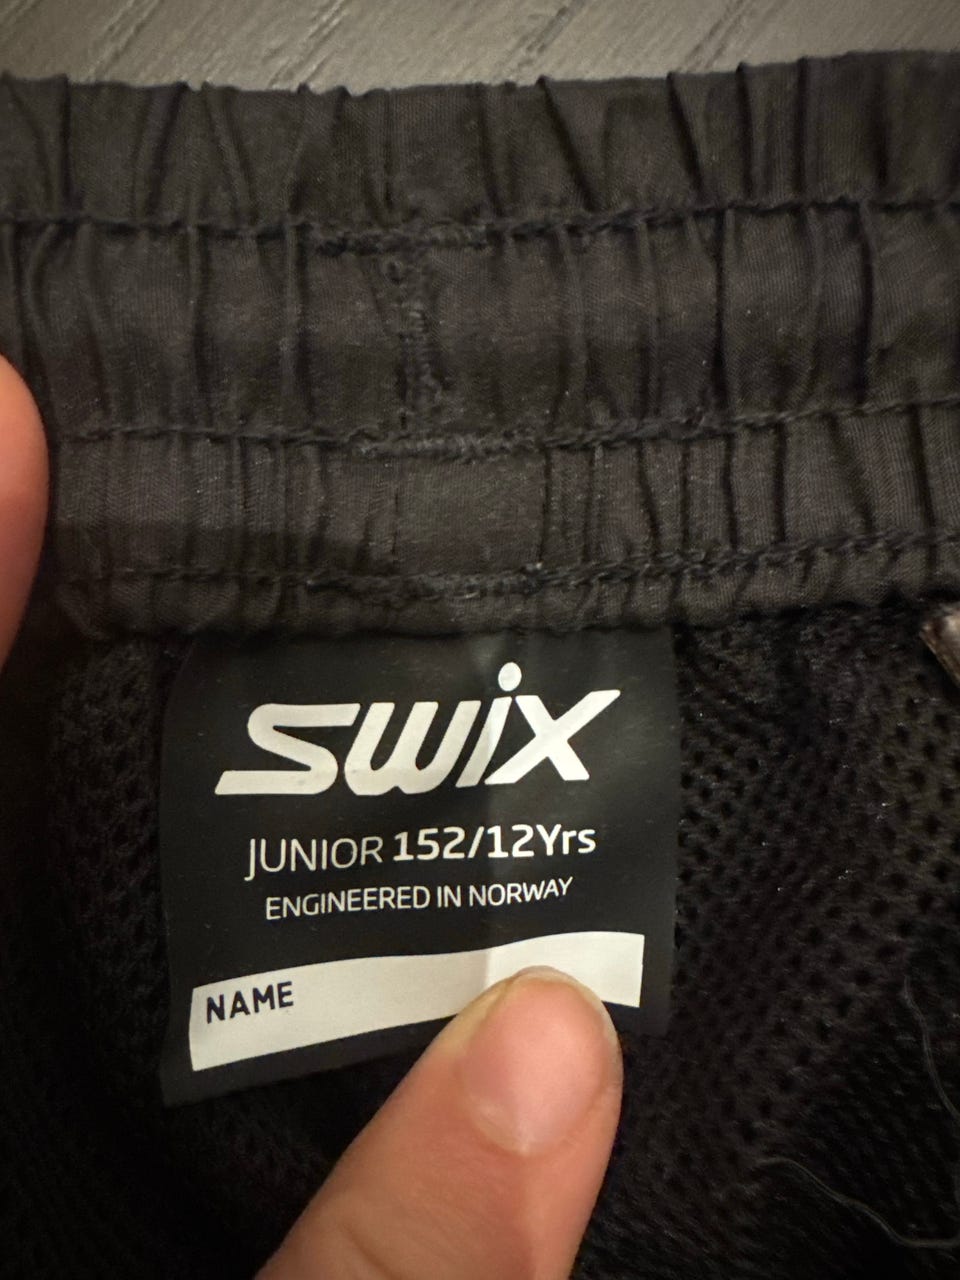 swix
JUNIOR 152/12Yrs
ENGINEERED IN NORWAY
NAME